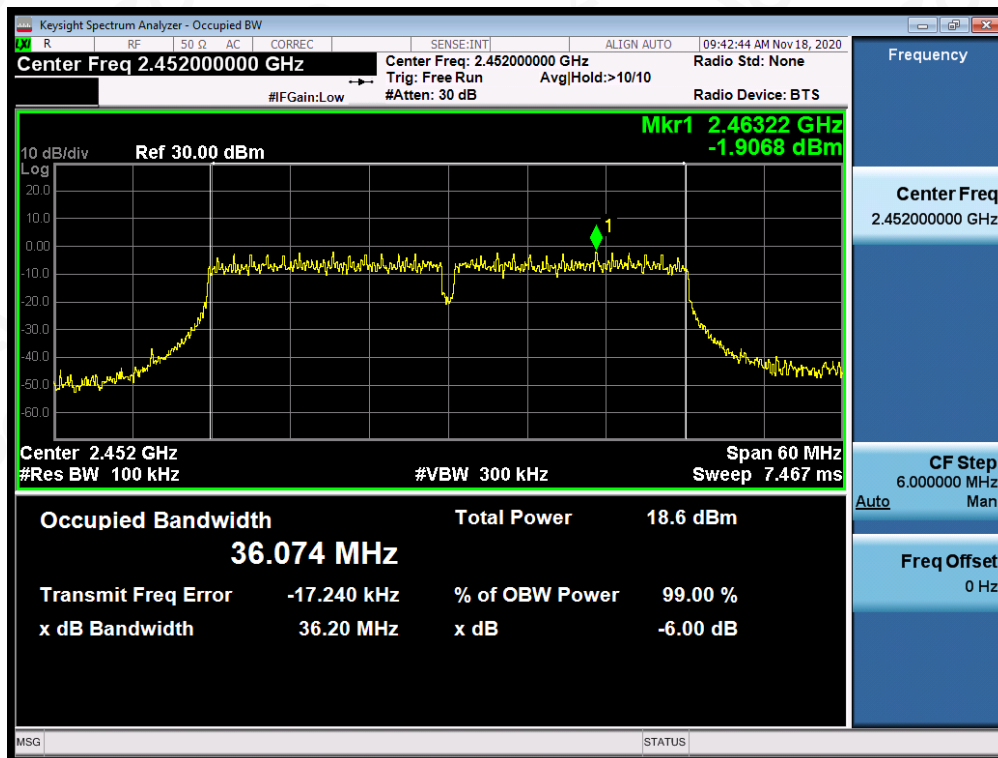 Keysight Spectrum Analyzer - Occupied BW
LXI R RF 50 Ω AC CORREC SENSE:INT ALIGN AUTO 09:42:44 AM Nov 18, 2020
Center Freq 2.452000000 GHz
Center Freq: 2.452000000 GHz
Radio Std: None
Trig: Free Run Avg|Hold:>10/10
#IFGain:Low
#Atten: 30 dB
Radio Device: BTS
Mkr1 2.46322 GHz
-1.9068 dBm
10 dB/div Ref 30.00 dBm
Log
20.0
10.0
1
0.00
-10.0
-20.0
-30.0
-40.0
-50.0
-60.0
Center 2.452 GHz Span 60 MHz
#Res BW 100 kHz #VBW 300 kHz Sweep 7.467 ms
Occupied Bandwidth Total Power 18.6 dBm
36.074 MHz
Transmit Freq Error -17.240 kHz % of OBW Power 99.00 %
x dB Bandwidth 36.20 MHz x dB -6.00 dB
MSG STATUS
Frequency
Center Freq
2.452000000 GHz
CF Step
6.000000 MHz
Auto Man
Freq Offset
0 Hz